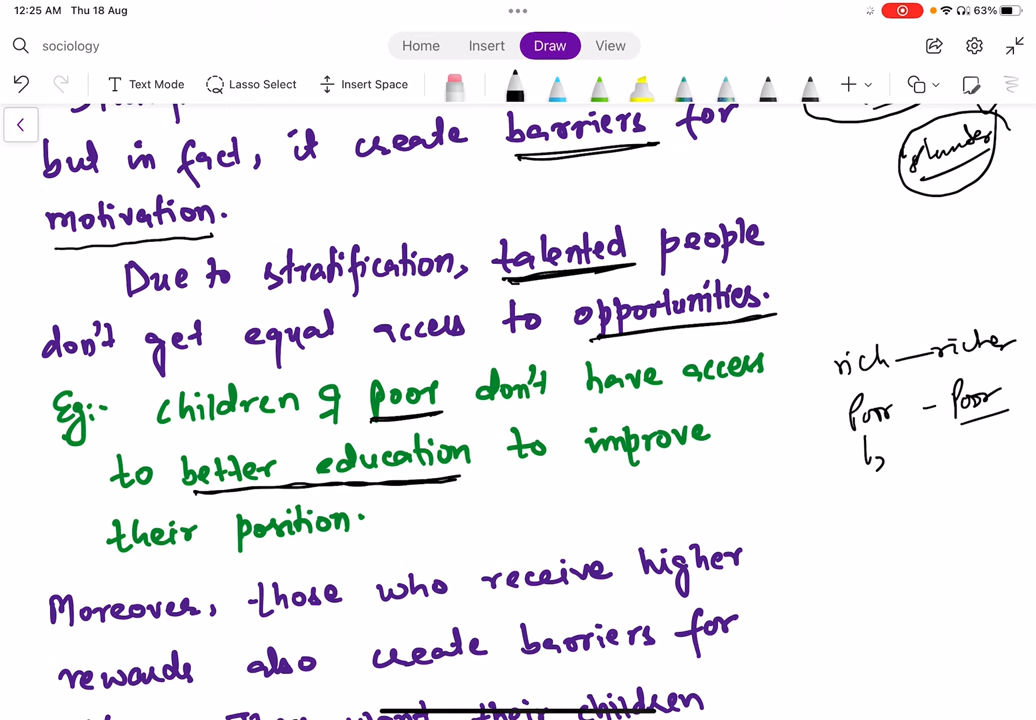 12:25 AM Thu 18 Aug
63%
sociology
Home Insert Draw View
Text Mode Lasso Select Insert Space
but in fact, it create barriers for
motivation.
Due to stratification, talented people
don't get equal access to opportunities.
Eg:- children of poor don't have access
to better education to improve
their position.
Moreover, those who receive higher
rewards also create barriers for
their children
rich — richer
Poor - Poor